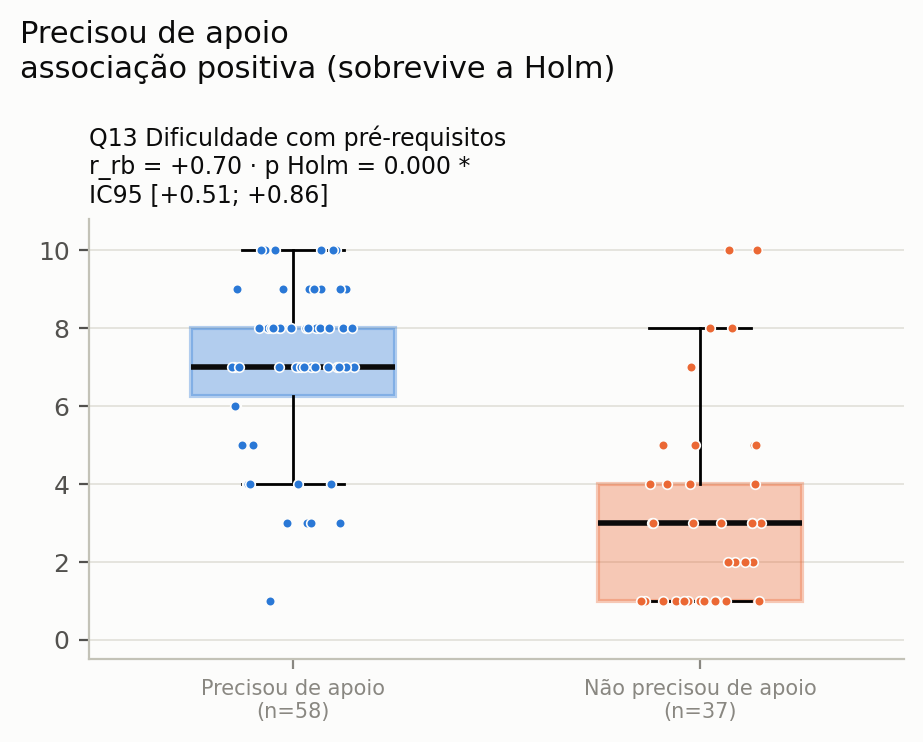 Precisou de apoio
associação positiva (sobrevive a Holm)
Q13 Dificuldade com pré-requisitos
r_rb = +0.70 · p Holm = 0.000 *
IC95 [+0.51; +0.86]
10
8
6
4
2
0
Precisou de apoio
(n=58)
Não precisou de apoio
(n=37)